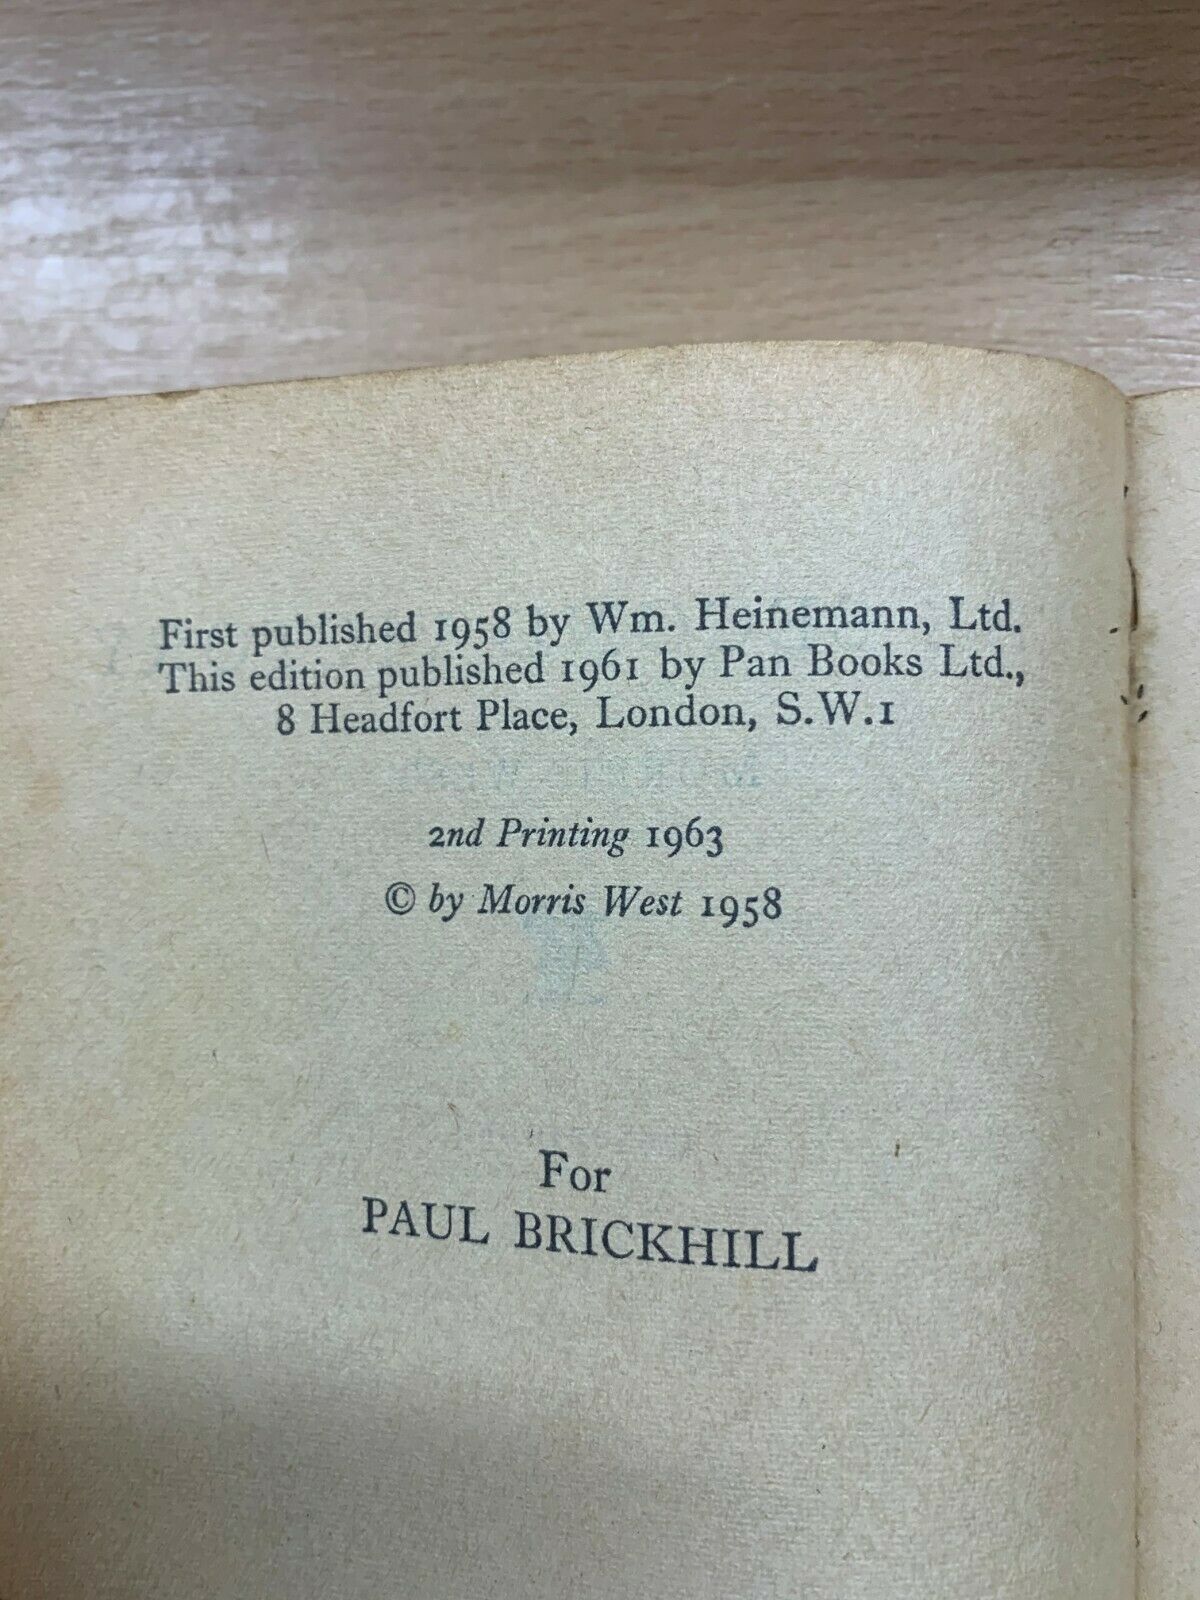 First published 1958 by Wm. Heinemann, Ltd.
This edition published 1961 by Pan Books Ltd.,
8 Headfort Place, London, S.W.1
2nd Printing 1963
© by Morris West 1958
For
PAUL BRICKHILL